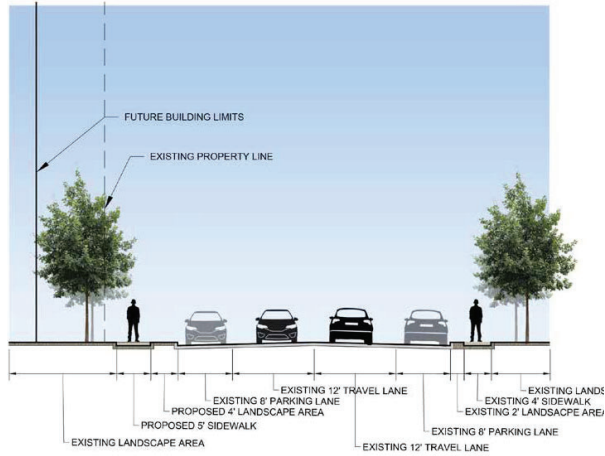 FUTURE BUILDING LIMITS
EXISTING PROPERTY LINE
EXISTING 12' TRAVEL LANE
EXISTING LANDS
EXISTING 8' PARKING LANE
EXISTING 4' SIDEWALK
PROPOSED 4' LANDSCAPE AREA
EXISTING 2' LANDSACPE AREA
PROPOSED 5' SIDEWALK
EXISTING 8' PARKING LANE
EXISTING LANDSCAPE AREA
EXISTING 12' TRAVEL LANE